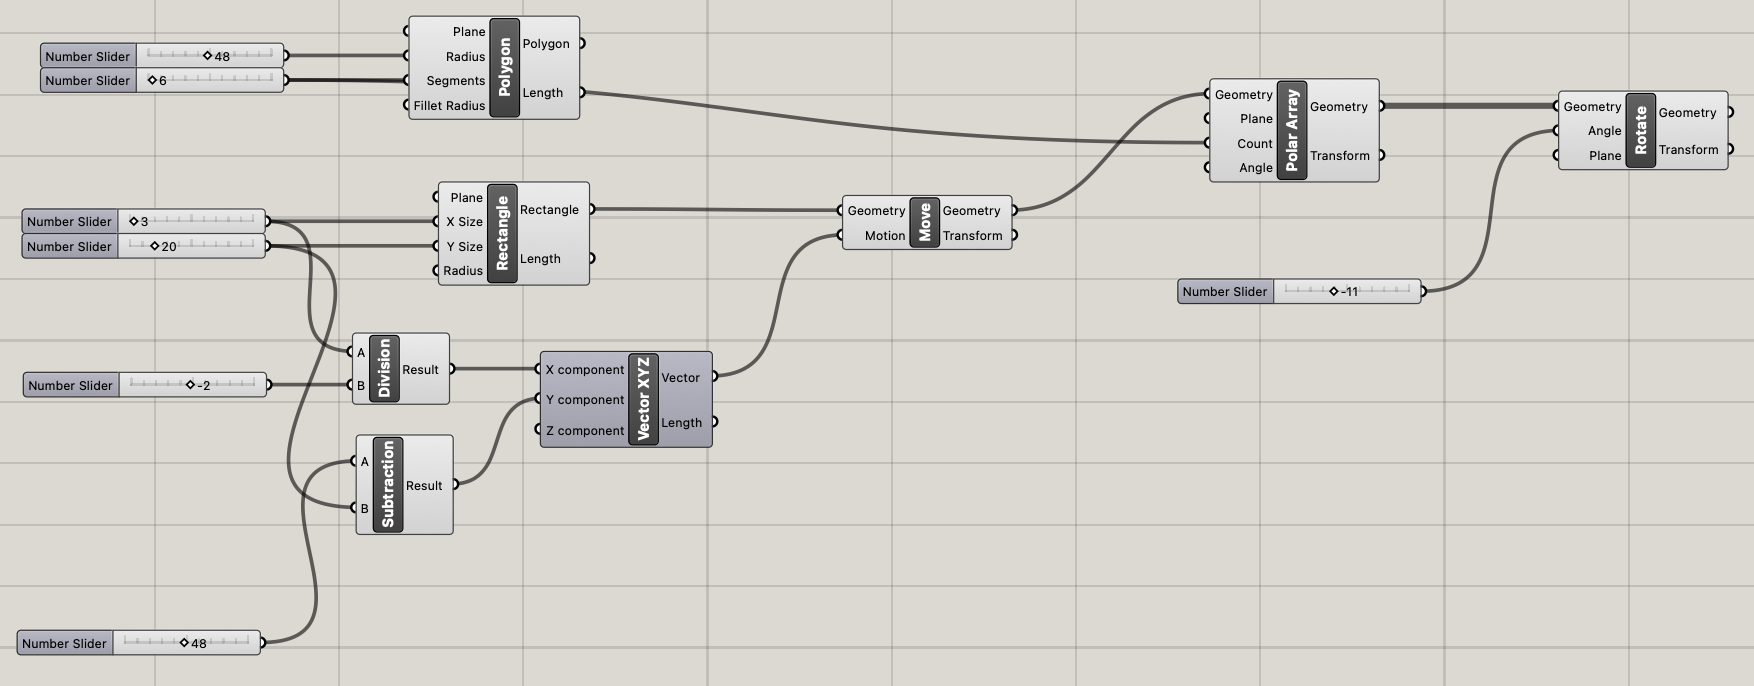 Number Slider 48
Number Slider 6
Plane
Radius
Segments
Fillet Radius
Polygon
Polygon
Length
Number Slider 3
Number Slider 20
Plane
X Size
Y Size
Radius
Rectangle
Rectangle
Length
Number Slider -2
A
B
Division
Result
A
B
Subtraction
Result
Number Slider 48
X component
Y component
Z component
Vector XYZ
Vector
Length
Geometry
Motion
Move
Geometry
Transform
Geometry
Plane
Count
Angle
Polar Array
Geometry
Transform
Number Slider -11
Geometry
Angle
Plane
Rotate
Geometry
Transform